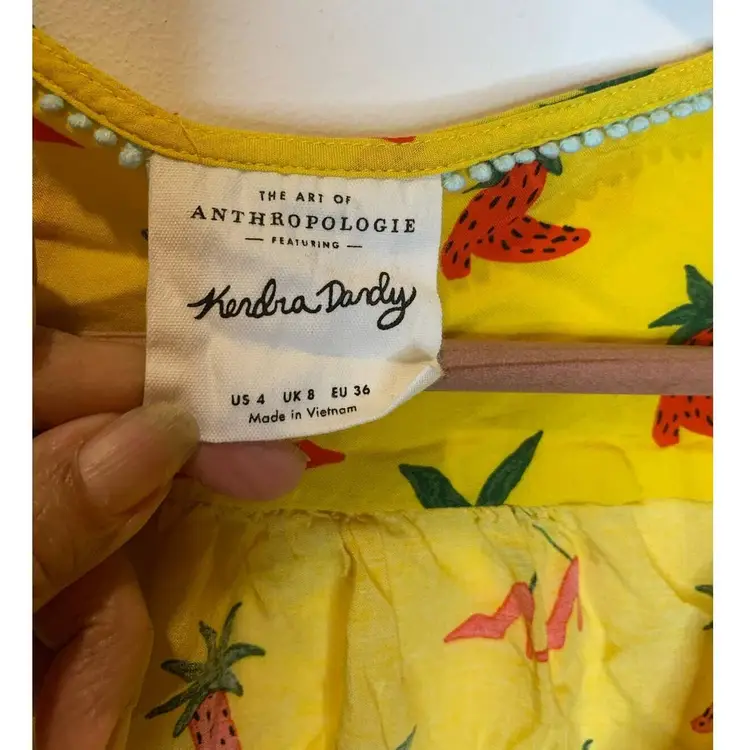 THE ART OF
ANTHROPOLOGIE
— FEATURING —
Kendra Dandy
US 4 UK 8 EU 36
Made in Vietnam